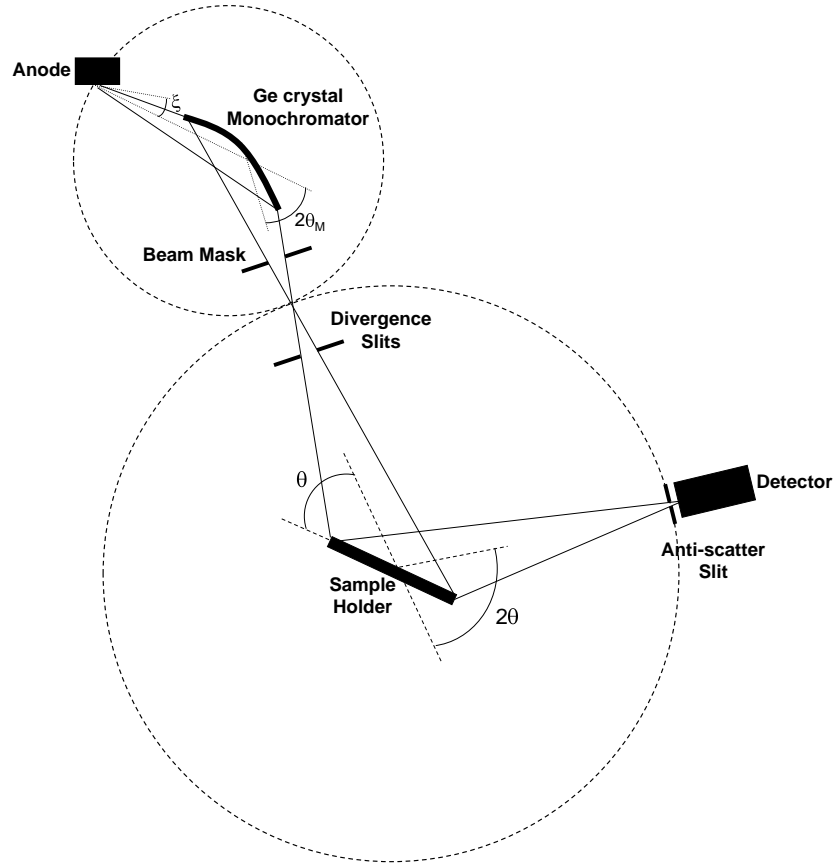 Anode
ξ
Ge crystal
Monochromator
2θM
Beam Mask
Divergence
Slits
θ
Detector
Anti-scatter
Slit
Sample
Holder
2θ